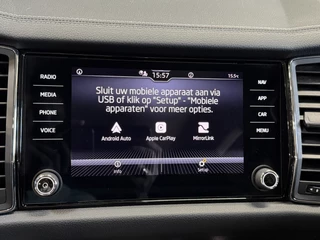 15:57
15.5°C
RADIO
MEDIA
PHONE
VOICE
Sluit uw mobiele apparaat aan via
USB of klik op "Setup" - "Mobiele
apparaten" voor meer opties.
Android Auto
Apple CarPlay
MirrorLink
Info
Setup
NAV
APP
CAR
MENU